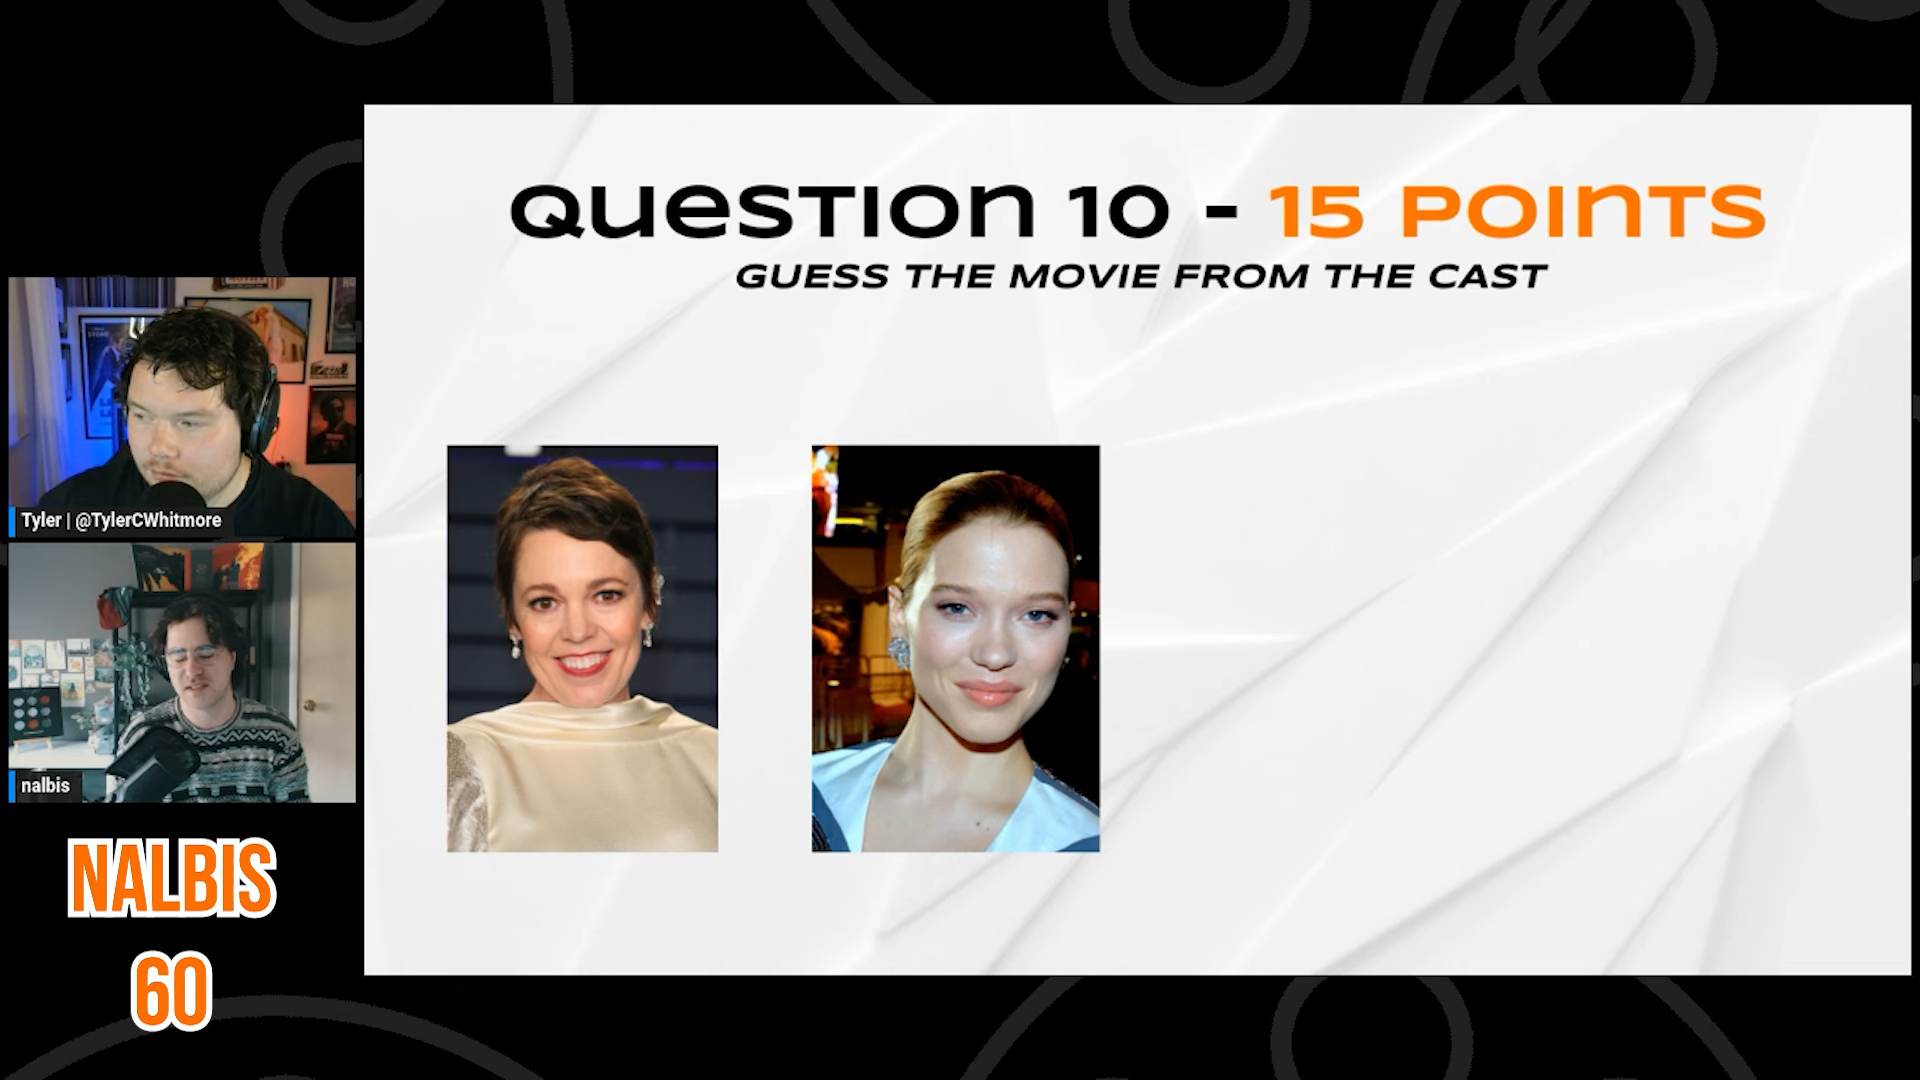 QUESTION 10 - 15 POINTS
GUESS THE MOVIE FROM THE CAST
Tyler | @TylerCWhitmore
nalbis
NALBIS
60